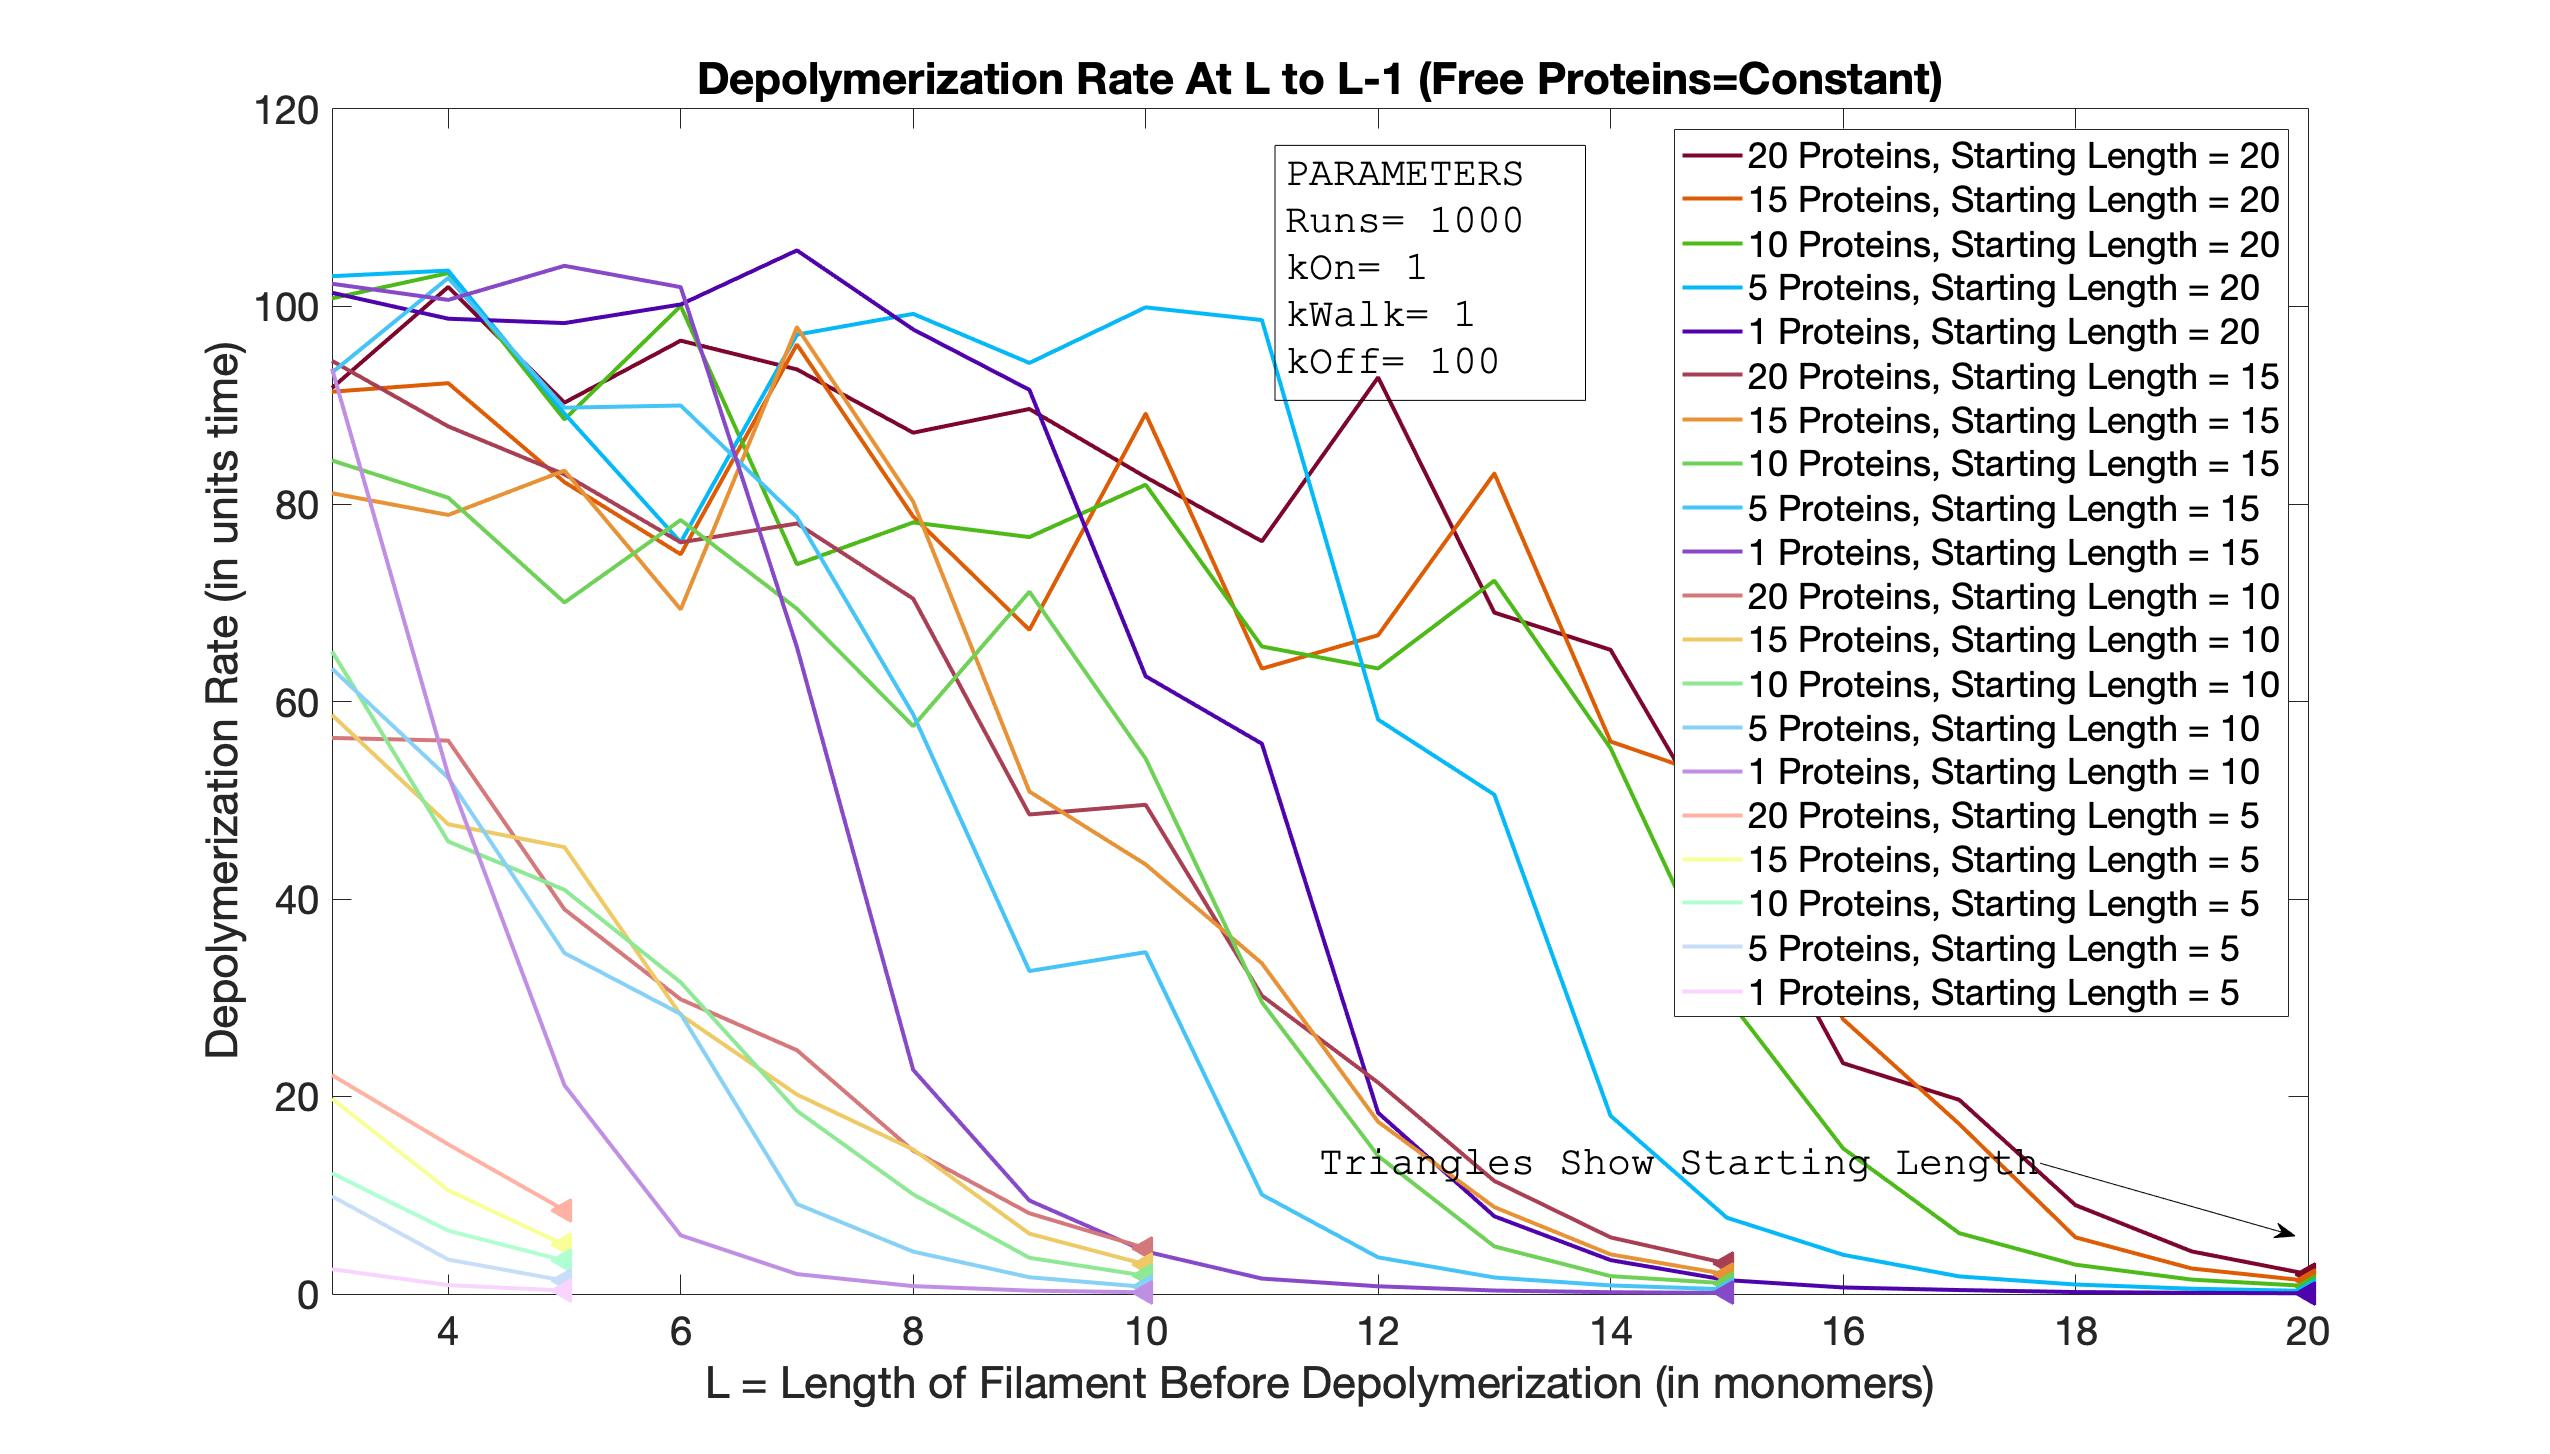 Depolymerization Rate At L to L-1 (Free Proteins=Constant)
120
100
80
60
40
20
0
Depolymerization Rate (in units time)
PARAMETERS
Runs= 1000
kOn= 1
kWalk= 1
kOff= 100
20 Proteins, Starting Length = 20
15 Proteins, Starting Length = 20
10 Proteins, Starting Length = 20
5 Proteins, Starting Length = 20
1 Proteins, Starting Length = 20
20 Proteins, Starting Length = 15
15 Proteins, Starting Length = 15
10 Proteins, Starting Length = 15
5 Proteins, Starting Length = 15
1 Proteins, Starting Length = 15
20 Proteins, Starting Length = 10
15 Proteins, Starting Length = 10
10 Proteins, Starting Length = 10
5 Proteins, Starting Length = 10
1 Proteins, Starting Length = 10
20 Proteins, Starting Length = 5
15 Proteins, Starting Length = 5
10 Proteins, Starting Length = 5
5 Proteins, Starting Length = 5
1 Proteins, Starting Length = 5
Triangles Show Starting Length
4 6 8 10 12 14 16 18 20
L = Length of Filament Before Depolymerization (in monomers)